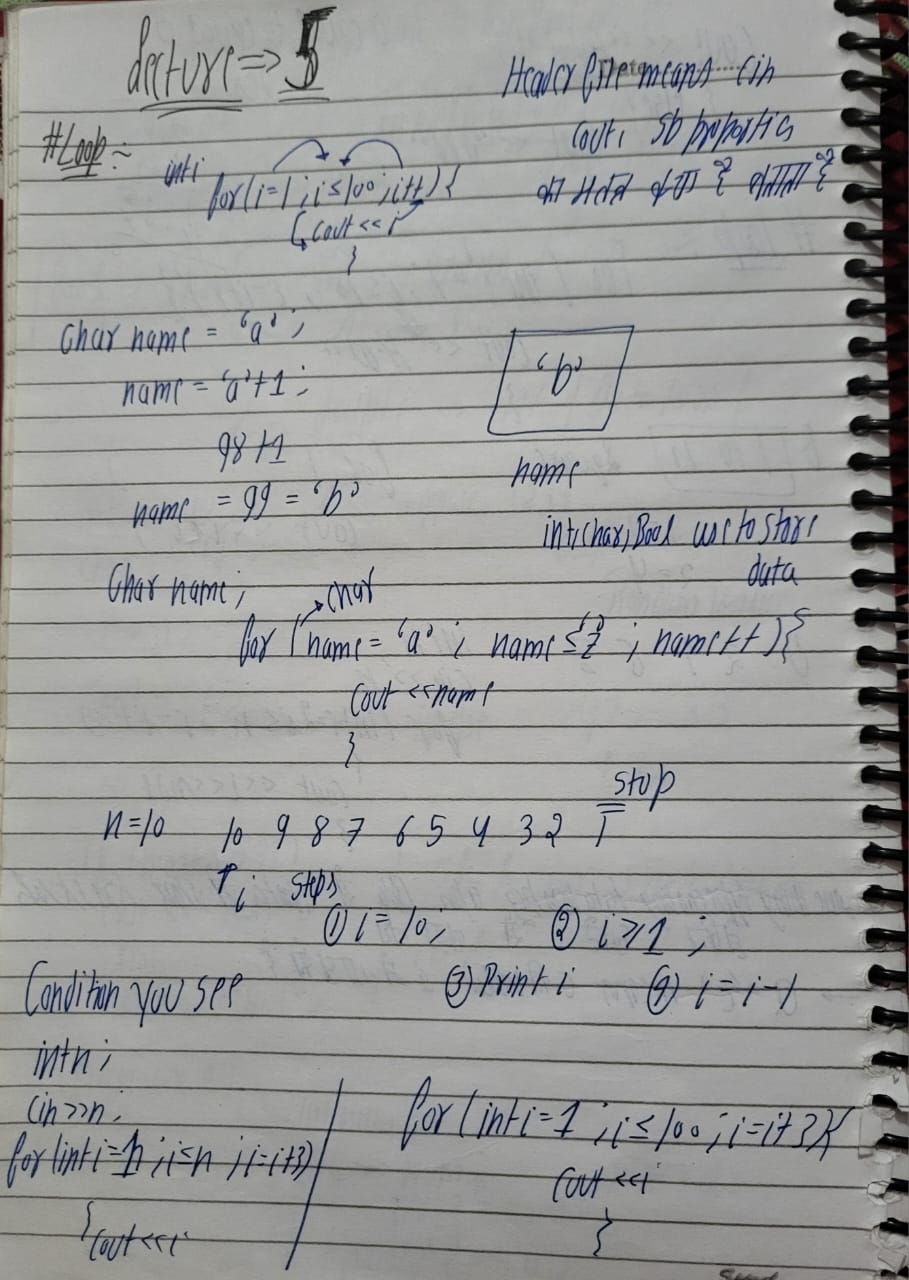 Lecture => 5
Header file means cin
cout, sb properties
का मतलब होता है
#Loop :-
int i
for(i=1 ; i≤100 ; i++) {
cout << i
}
Char name = 'a' ;
name = 'a'+1 ;
98 +1
name = 99 = 'b'
'b'
name
int, char, Bool use to store
data
Char name ;
char
for (name = 'a' ; name ≤ 'z' ; name++ ) {
cout <<name
}
stop
n=10 10 9 8 7 6 5 4 3 2 1
i steps
① i = 10; ② i ≥ 1 ;
③ Print i ④ i = i-1
Condition you see
int n ;
cin >>n ;
for (int i=1 ; i≤n ; i=i+3)
{ cout <<i
for ( int i=1 ; i≤100 ; i=i+3){
cout <<i
}